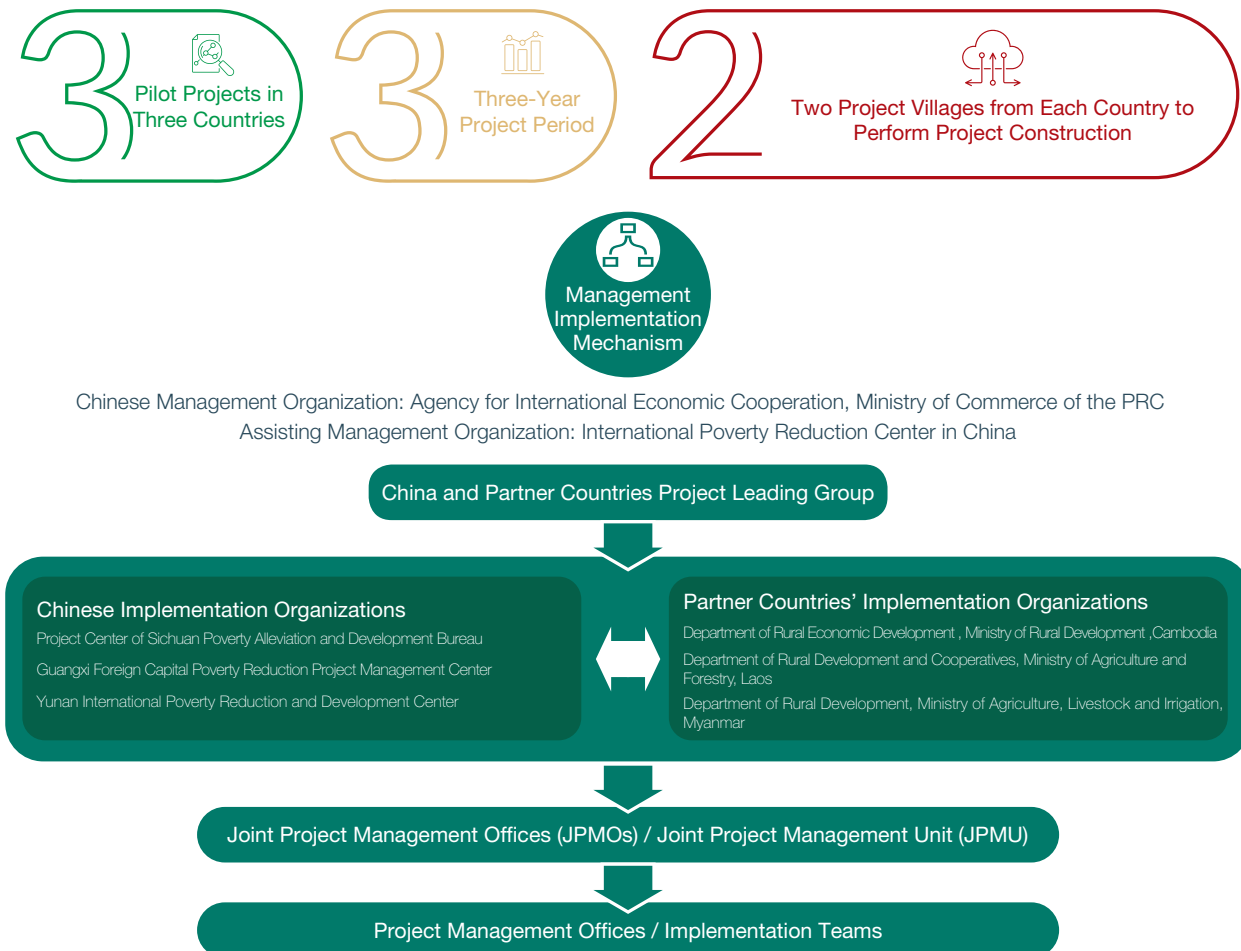 3
Pilot Projects in
Three Countries
3
Three-Year
Project Period
2
Two Project Villages from Each Country to
Perform Project Construction
Management
Implementation
Mechanism
Chinese Management Organization: Agency for International Economic Cooperation, Ministry of Commerce of the PRC
Assisting Management Organization: International Poverty Reduction Center in China
China and Partner Countries Project Leading Group
Chinese Implementation Organizations
Project Center of Sichuan Poverty Alleviation and Development Bureau
Guangxi Foreign Capital Poverty Reduction Project Management Center
Yunan International Poverty Reduction and Development Center
Partner Countries’ Implementation Organizations
Department of Rural Economic Development , Ministry of Rural Development ,Cambodia
Department of Rural Development and Cooperatives, Ministry of Agriculture and
Forestry, Laos
Department of Rural Development, Ministry of Agriculture, Livestock and Irrigation,
Myanmar
Joint Project Management Offices (JPMOs) / Joint Project Management Unit (JPMU)
Project Management Offices / Implementation Teams